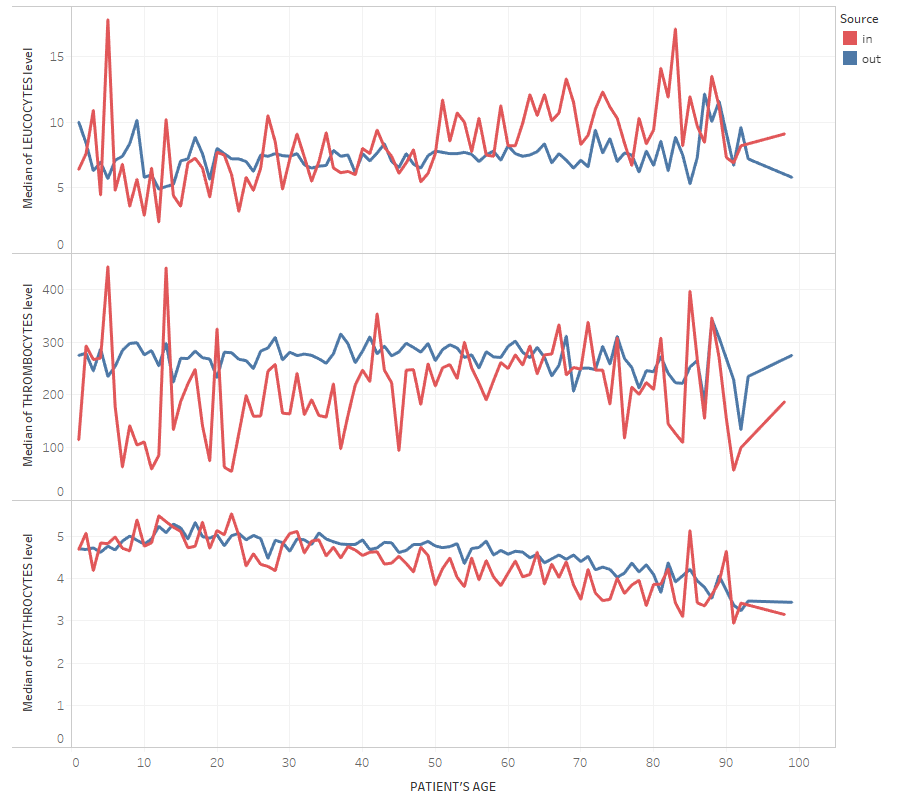 Source
in
out
Median of LEUCOCYTES level
15
10
5
0
Median of THROMBOCYTES level
400
300
200
100
0
Median of ERYTHROCYTES level
5
4
3
2
1
0
0 10 20 30 40 50 60 70 80 90 100
PATIENT'S AGE